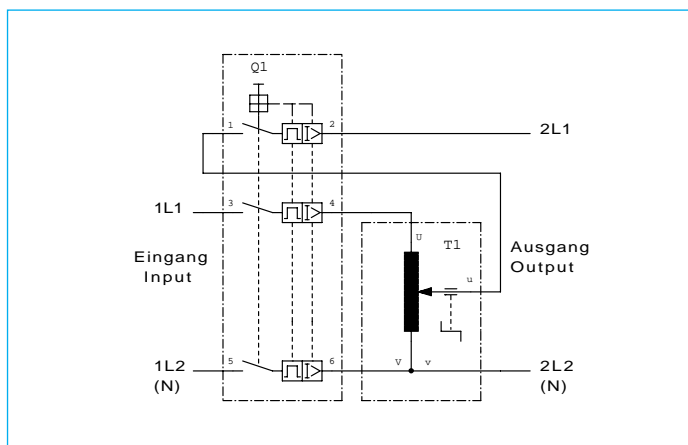 Q1
1
2
2L1
1L1
3
4
U
T1
Eingang
Input
Ausgang
Output
u
1L2
(N)
5
6
V
v
2L2
(N)